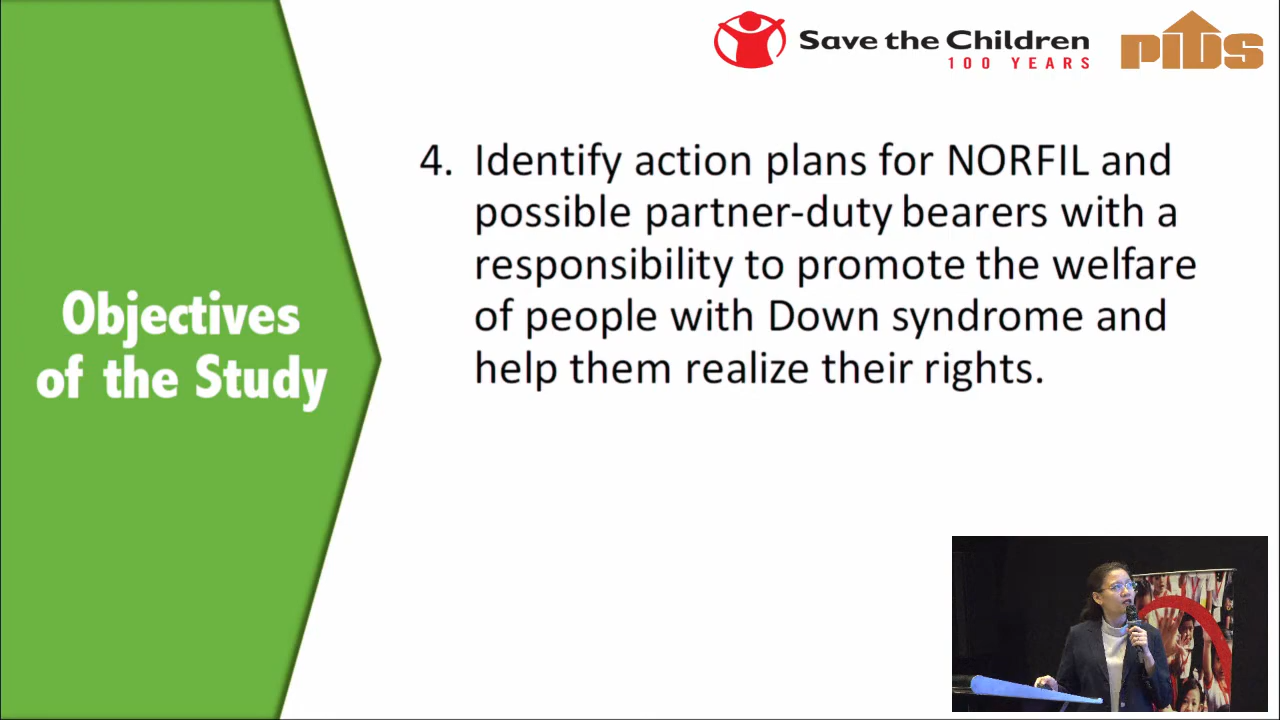 Save the Children
100 YEARS
PIDS
4. Identify action plans for NORFIL and
possible partner-duty bearers with a
responsibility to promote the welfare
of people with Down syndrome and
help them realize their rights.
Objectives
of the Study